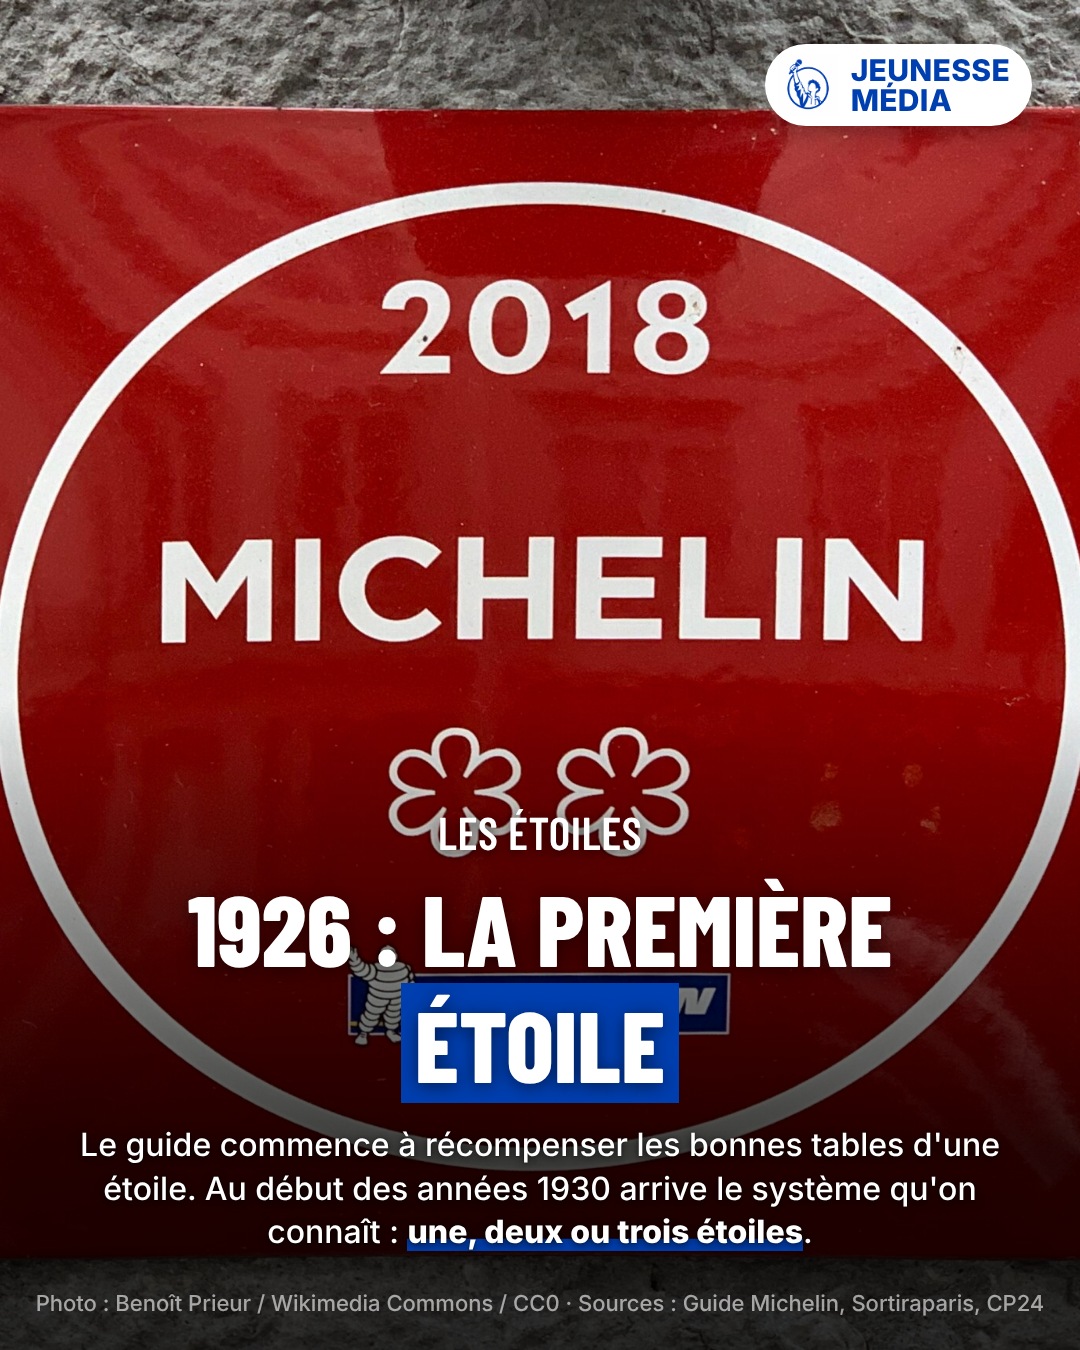 JEUNESSE
MÉDIA
2018
MICHELIN
LES ÉTOILES
1926 : LA PREMIÈRE
ÉTOILE
Le guide commence à récompenser les bonnes tables d'une
étoile. Au début des années 1930 arrive le système qu'on
connaît : une, deux ou trois étoiles.
Photo : Benoît Prieur / Wikimedia Commons / CC0 · Sources : Guide Michelin, Sortiraparis, CP24